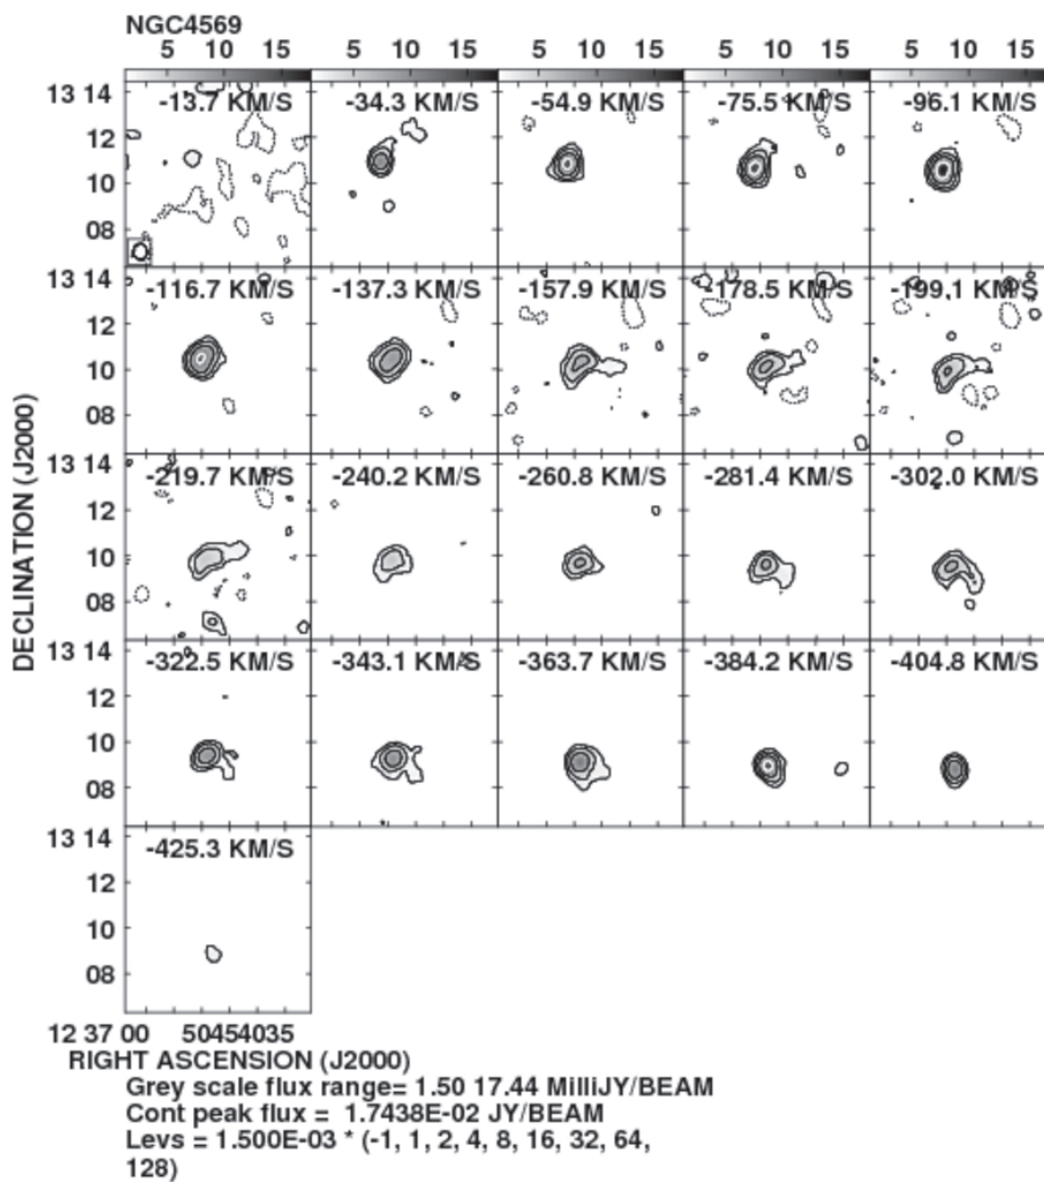 NGC4569
5 10 15 5 10 15 5 10 15 5 10 15 5 10 15
13 14 -13.7 KM/S -34.3 KM/S -54.9 KM/S -75.5 KM/S -96.1 KM/S
12
10
08
13 14 -116.7 KM/S -137.3 KM/S -157.9 KM/S -178.5 KM/S -199.1 KM/S
12
10
08
13 14 -219.7 KM/S -240.2 KM/S -260.8 KM/S -281.4 KM/S -302.0 KM/S
12
10
08
13 14 -322.5 KM/S -343.1 KM/S -363.7 KM/S -384.2 KM/S -404.8 KM/S
12
10
08
13 14 -425.3 KM/S
12
10
08
DECLINATION (J2000)
12 37 00 50454035
RIGHT ASCENSION (J2000)
Grey scale flux range= 1.50 17.44 MilliJY/BEAM
Cont peak flux = 1.7438E-02 JY/BEAM
Levs = 1.500E-03 * (-1, 1, 2, 4, 8, 16, 32, 64,
128)